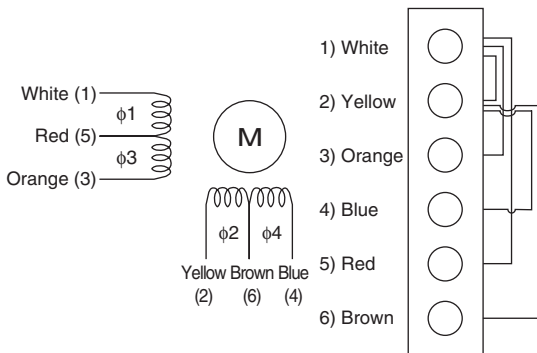 White (1)
ϕ1
Red (5)
ϕ3
Orange (3)
M
ϕ2 ϕ4
Yellow Brown Blue
(2) (6) (4)
1) White
2) Yellow
3) Orange
4) Blue
5) Red
6) Brown